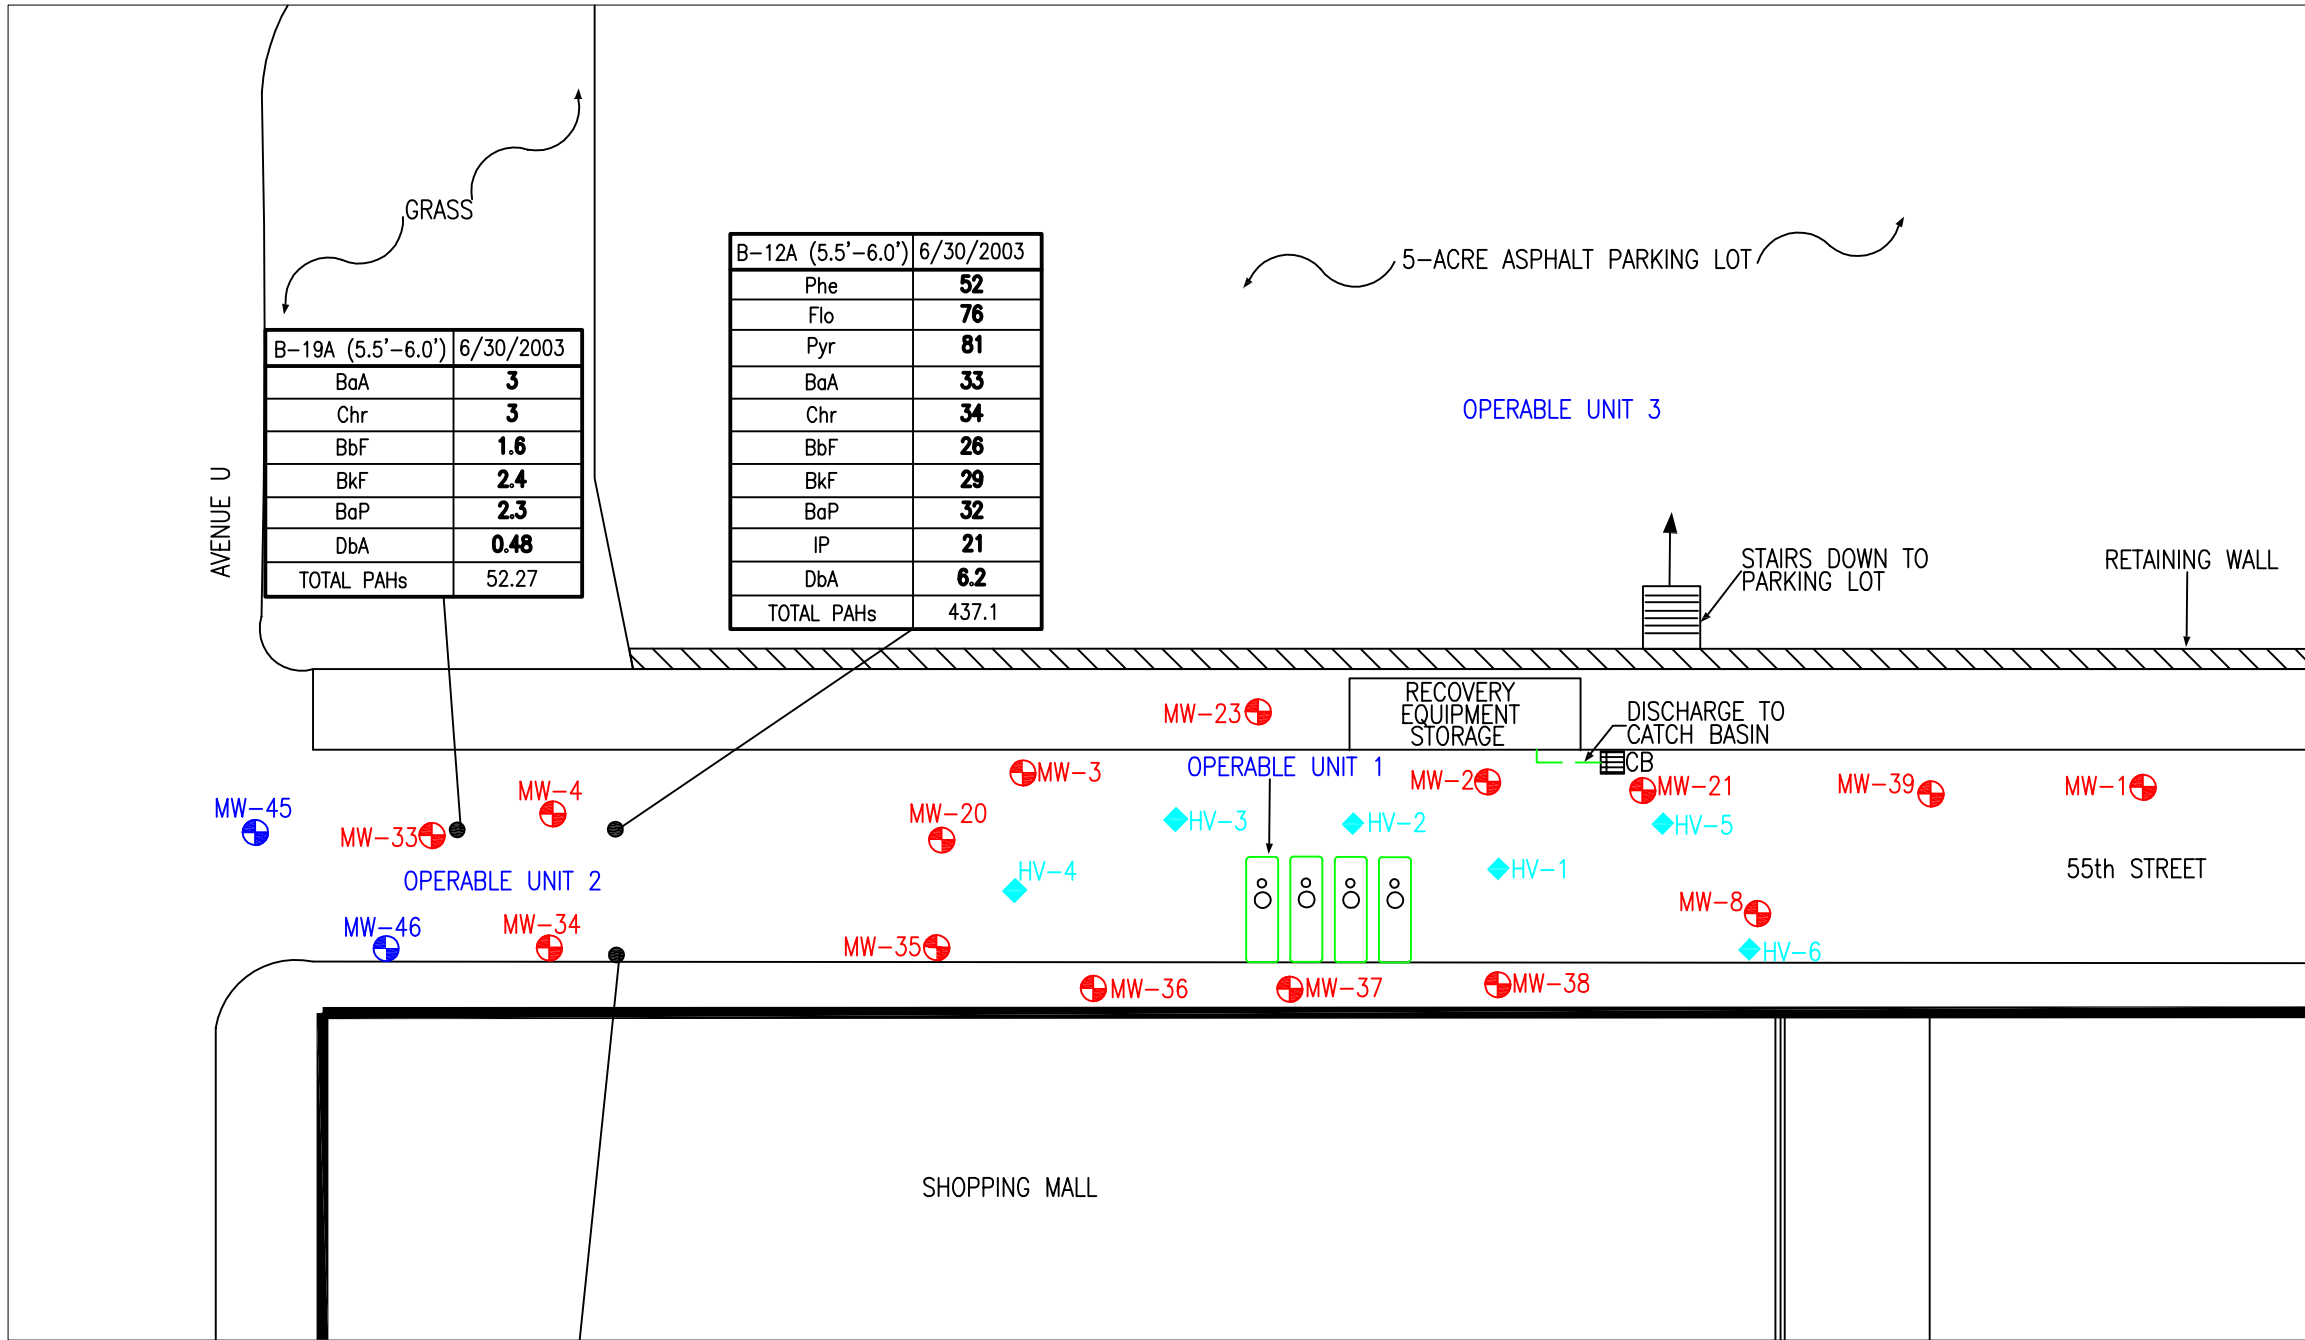 GRASS
B-12A (5.5'-6.0') 6/30/2003
Phe 52
Flo 76
Pyr 81
BaA 33
Chr 34
BbF 26
BkF 29
BaP 32
IP 21
DbA 6.2
TOTAL PAHs 437.1
5-ACRE ASPHALT PARKING LOT
B-19A (5.5'-6.0') 6/30/2003
BaA 3
Chr 3
BbF 1.6
BkF 2.4
BaP 2.3
DbA 0.48
TOTAL PAHs 52.27
OPERABLE UNIT 3
AVENUE U
STAIRS DOWN TO
PARKING LOT
RETAINING WALL
RECOVERY
EQUIPMENT
STORAGE
MW-23
DISCHARGE TO
CATCH BASIN
CB
OPERABLE UNIT 1
MW-3
MW-2
MW-21
MW-39
MW-1
MW-4
MW-45
MW-33
MW-20
HV-3
HV-2
HV-5
HV-4
HV-1
55th STREET
OPERABLE UNIT 2
MW-8
MW-46
MW-34
MW-35
HV-6
MW-36
MW-37
MW-38
SHOPPING MALL